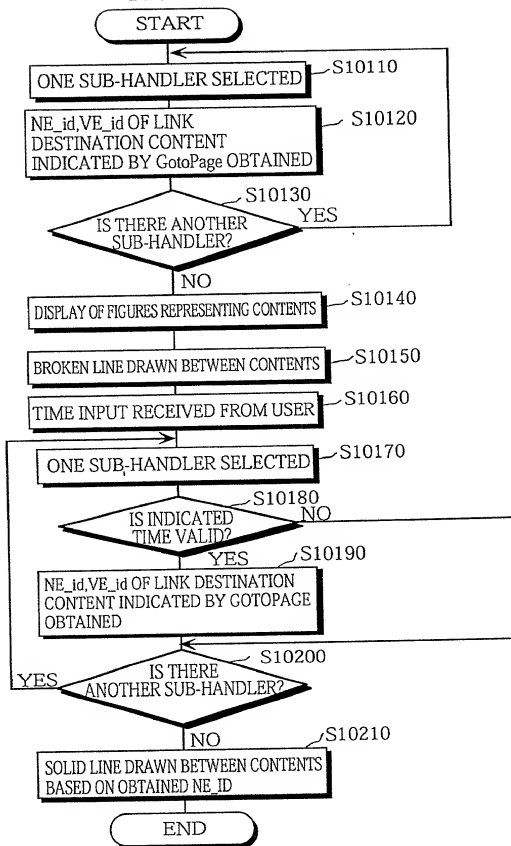 START
ONE SUB-HANDLER SELECTED
S10110
NE_id,VE_id OF LINK
DESTINATION CONTENT
INDICATED BY GotoPage OBTAINED
S10120
S10130
IS THERE ANOTHER
SUB-HANDLER?
YES
NO
DISPLAY OF FIGURES REPRESENTING CONTENTS
S10140
BROKEN LINE DRAWN BETWEEN CONTENTS
S10150
TIME INPUT RECEIVED FROM USER
S10160
ONE SUB-HANDLER SELECTED
S10170
S10180
IS INDICATED
TIME VALID?
NO
YES
S10190
NE_id,VE_id OF LINK DESTINATION
CONTENT INDICATED BY GOTOPAGE
OBTAINED
S10200
IS THERE
ANOTHER SUB-HANDLER?
YES
NO
S10210
SOLID LINE DRAWN BETWEEN CONTENTS
BASED ON OBTAINED NE_ID
END